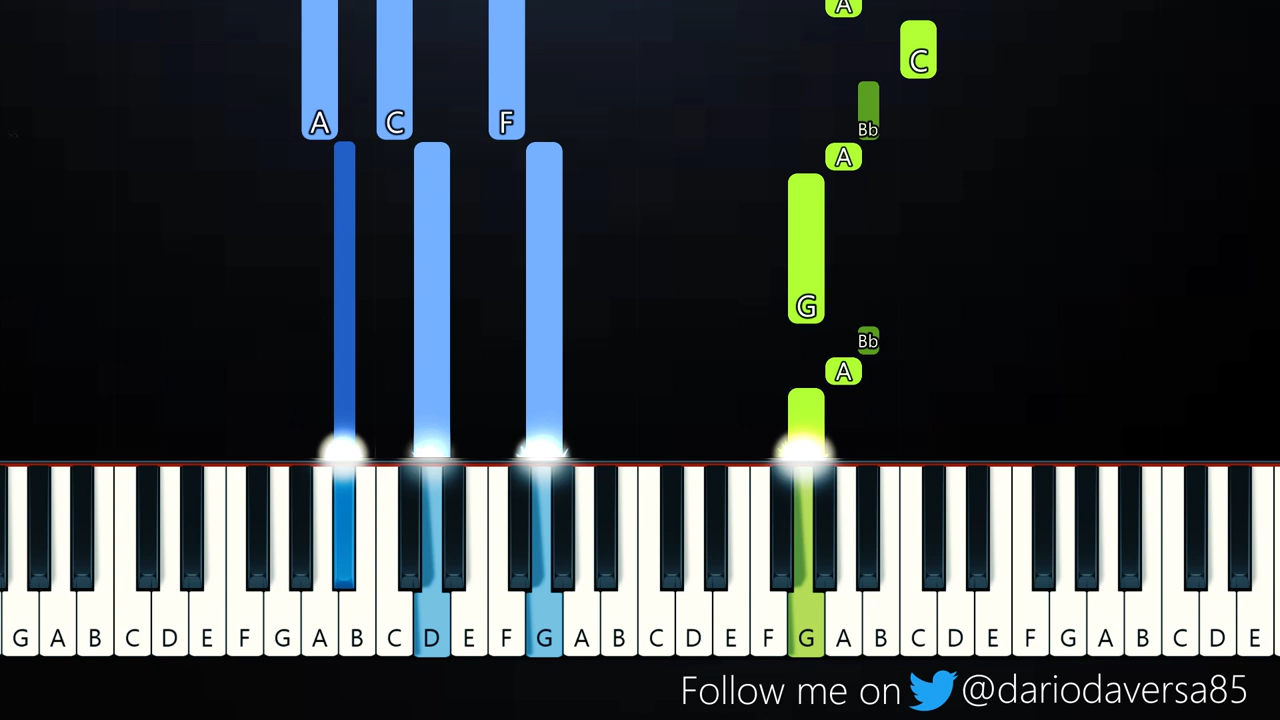 A
C
A C F Bb
A
G
Bb
A
G A B C D E F G A B C D E F G A B C D E F G A B C D E F G A B C D E
Follow me on @dariodaversa85